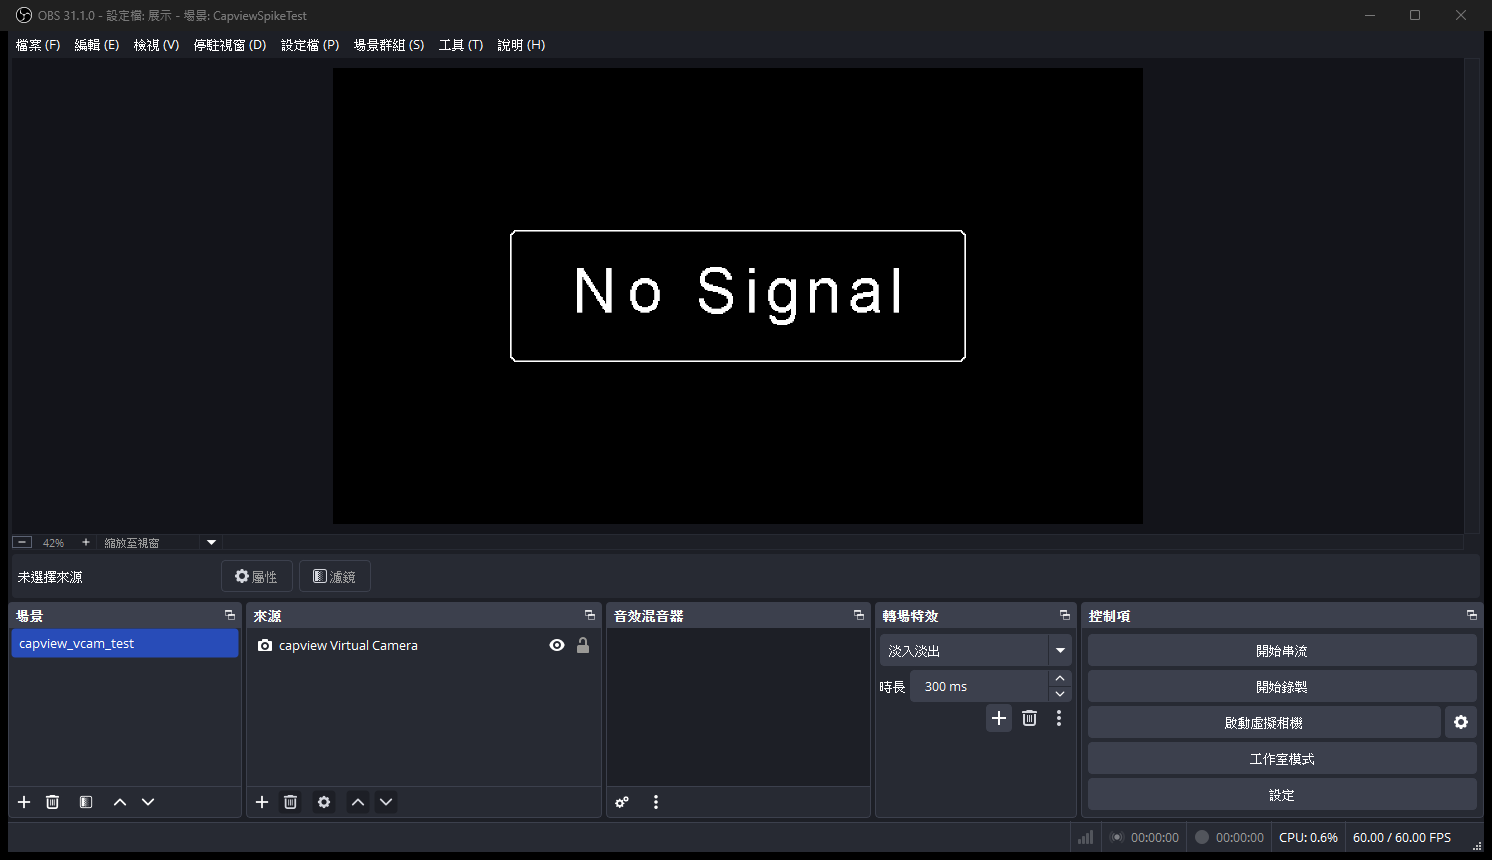 OBS 31.1.0 - 設定檔: 展示 - 場景: CapviewSpikeTest
檔案 (F) 編輯 (E) 檢視 (V) 停駐視窗 (D) 設定檔 (P) 場景群組 (S) 工具 (T) 說明 (H)
No Signal
42% 縮放至視窗
未選擇來源 屬性 濾鏡
場景
capview_vcam_test
來源
capview Virtual Camera
音效混音器
轉場特效
淡入淡出
時長 300 ms
控制項
開始串流
開始錄製
啟動虛擬相機
工作室模式
設定
00:00:00 00:00:00 CPU: 0.6% 60.00 / 60.00 FPS